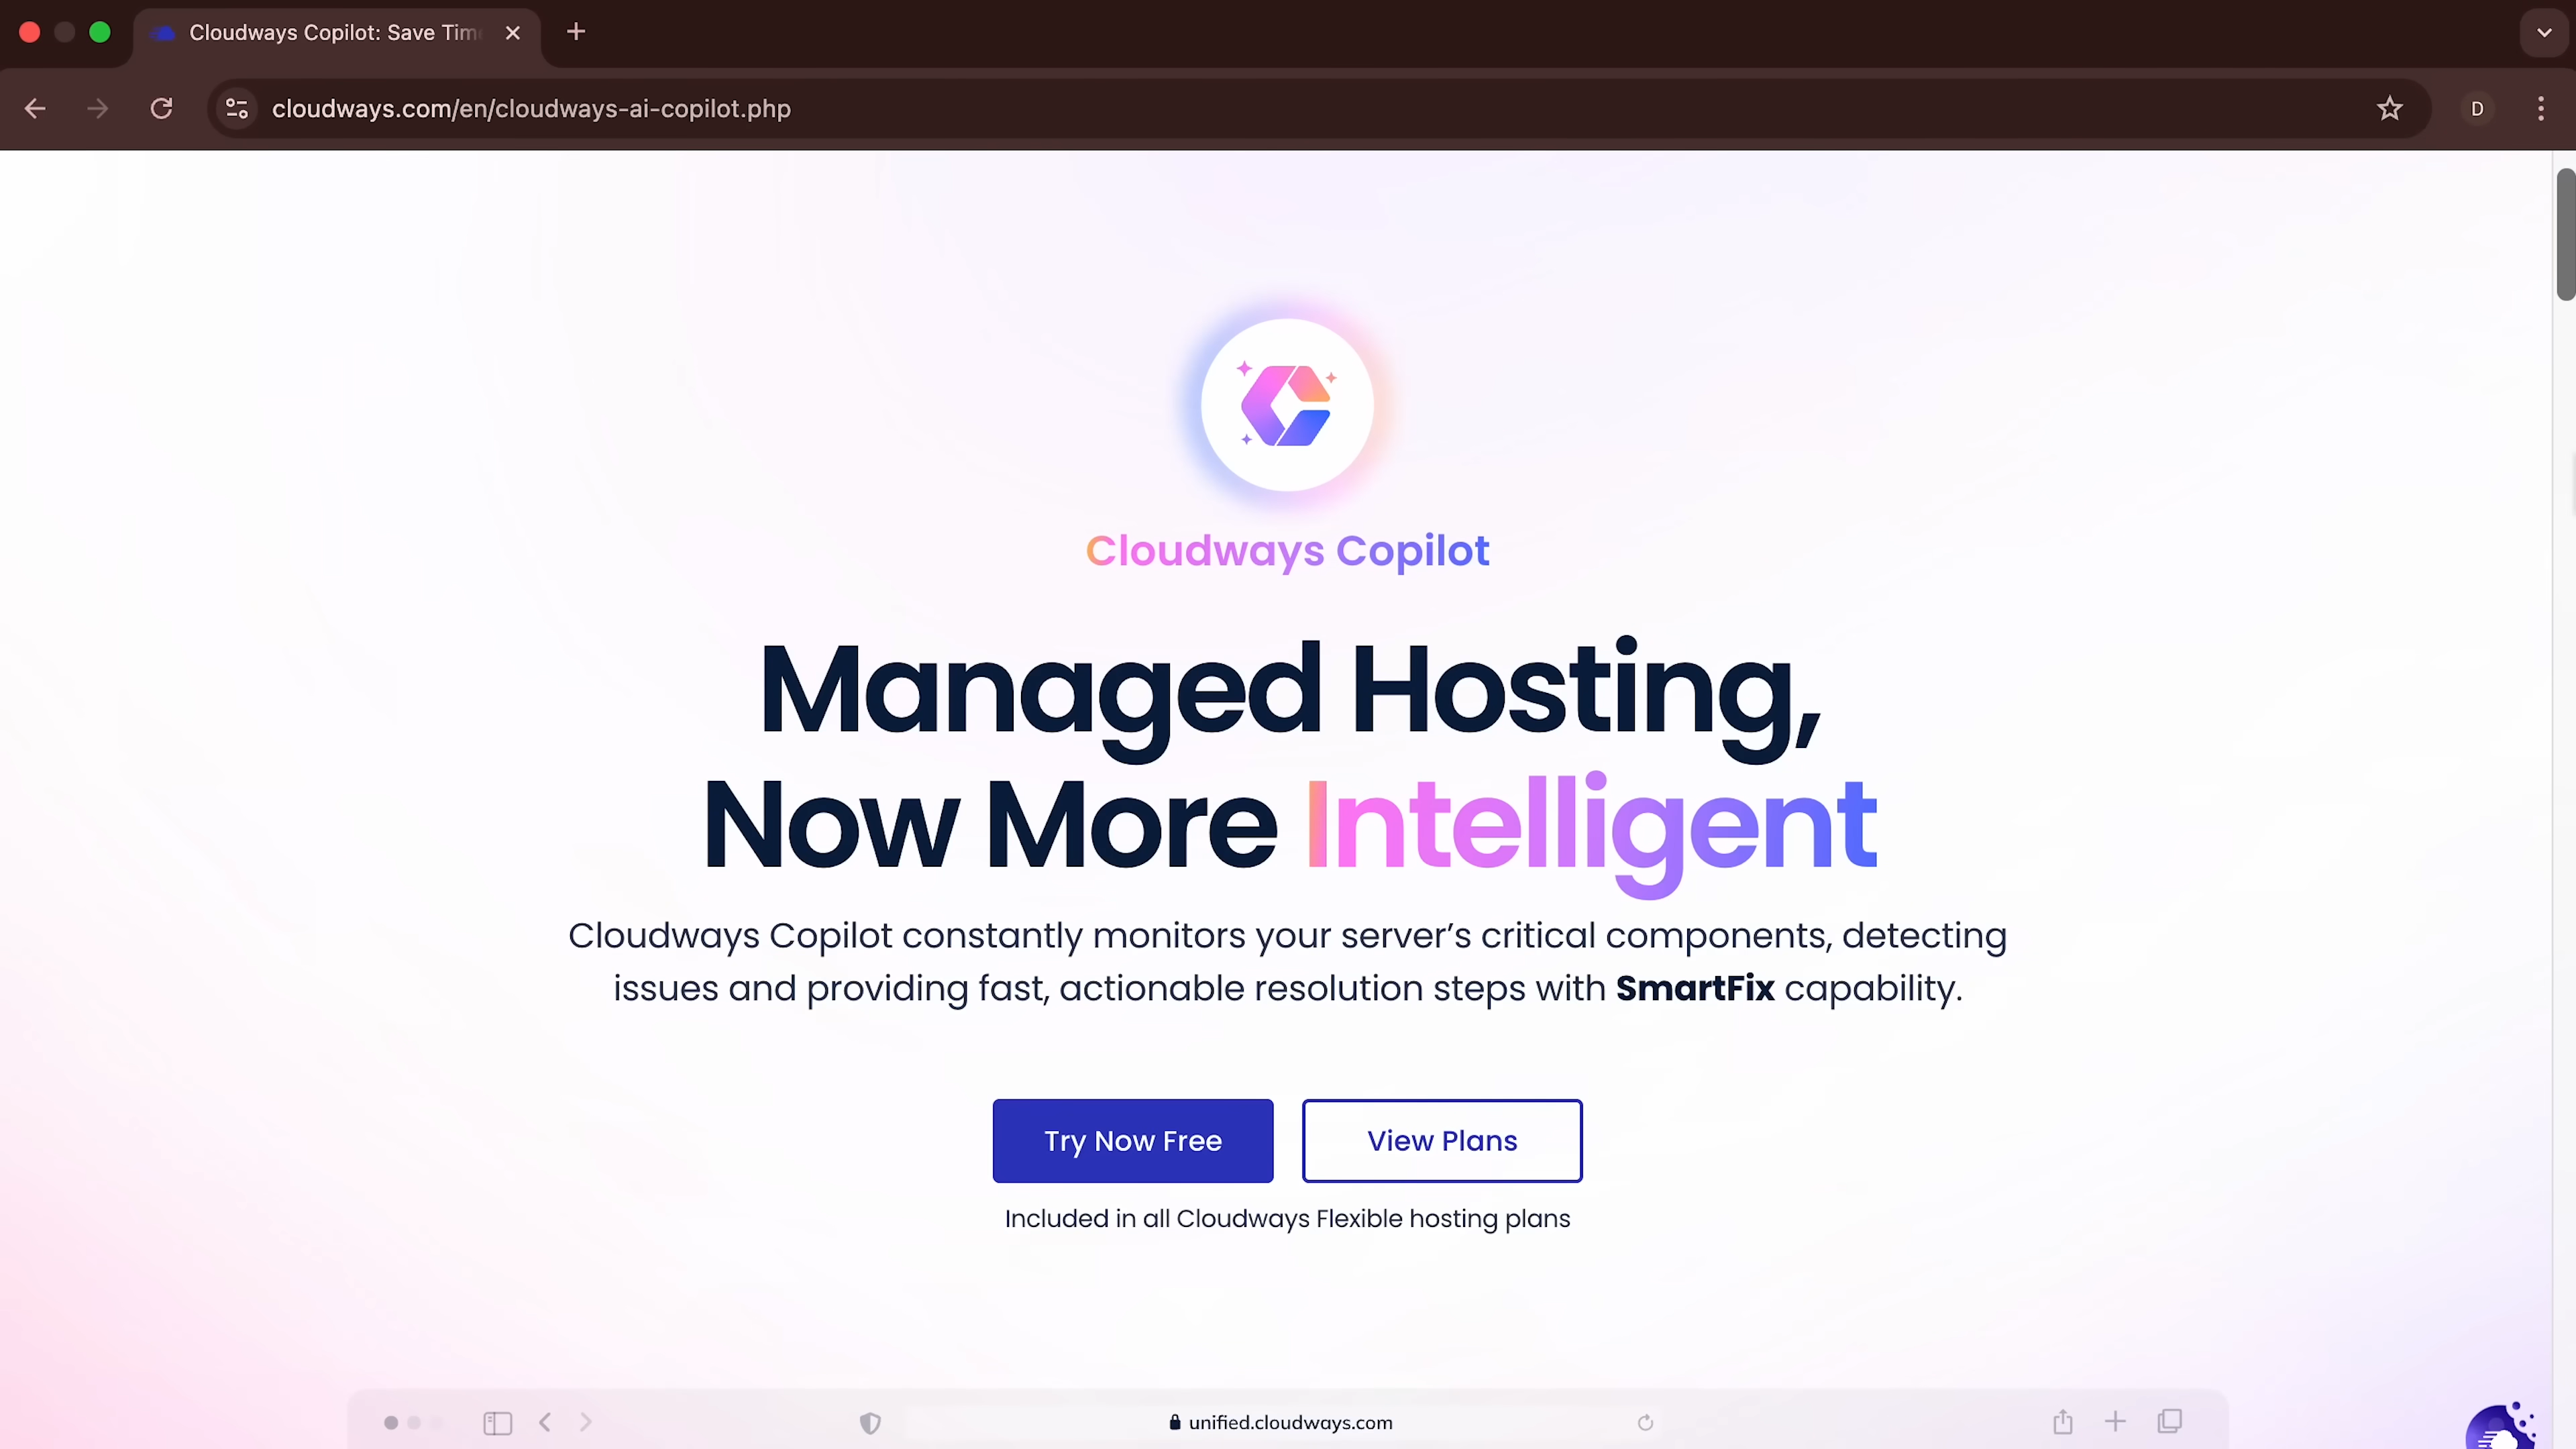 Cloudways Copilot: Save Tim
cloudways.com/en/cloudways-ai-copilot.php
D
Cloudways Copilot
Managed Hosting,
Now More Intelligent
Cloudways Copilot constantly monitors your server’s critical components, detecting
issues and providing fast, actionable resolution steps with SmartFix capability.
Try Now Free
View Plans
Included in all Cloudways Flexible hosting plans
unified.cloudways.com